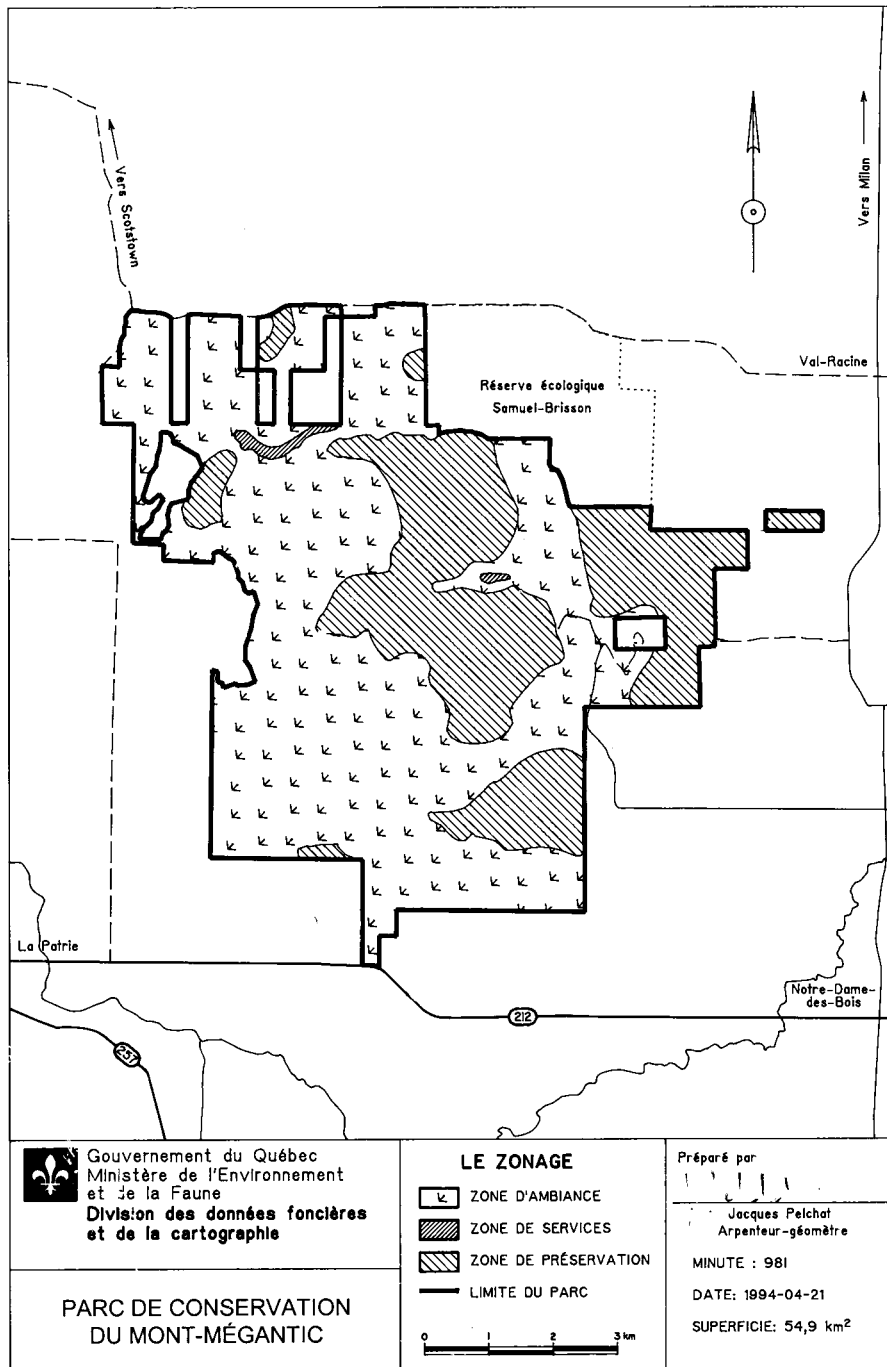 Vers Scotstown
Vers Milan
Val-Racine
Réserve écologique
Samuel-Brisson
La Patrie
Notre-Dame-
des-Bois
212
257
Gouvernement du Québec
Ministère de l'Environnement
et de la Faune
Division des données foncières
et de la cartographie
PARC DE CONSERVATION
DU MONT-MÉGANTIC
LE ZONAGE
ZONE D'AMBIANCE
ZONE DE SERVICES
ZONE DE PRÉSERVATION
LIMITE DU PARC
0 1 2 3 km
Préparé par
Jacques Pelchat
Arpenteur-géomètre
MINUTE : 981
DATE: 1994-04-21
SUPERFICIE: 54,9 km²